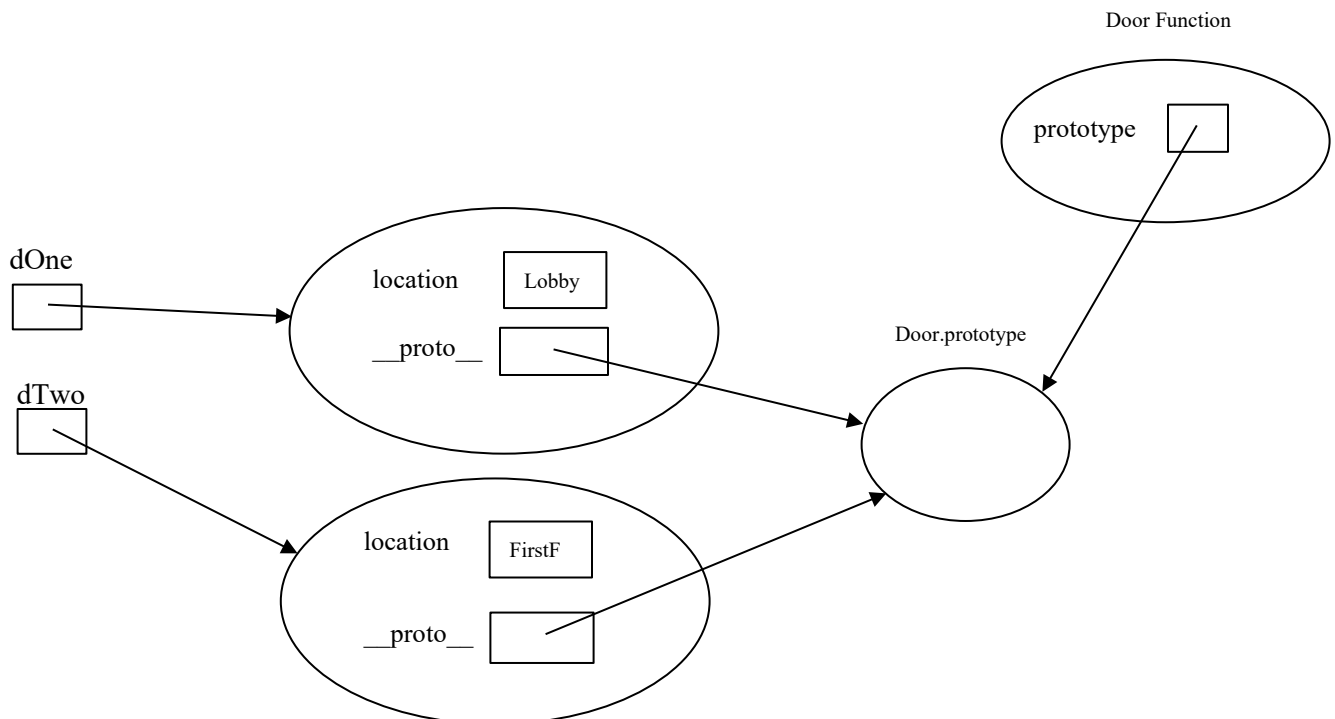 Door Function
prototype
dOne
location
Lobby
__proto__
Door.prototype
dTwo
location
FirstF
__proto__